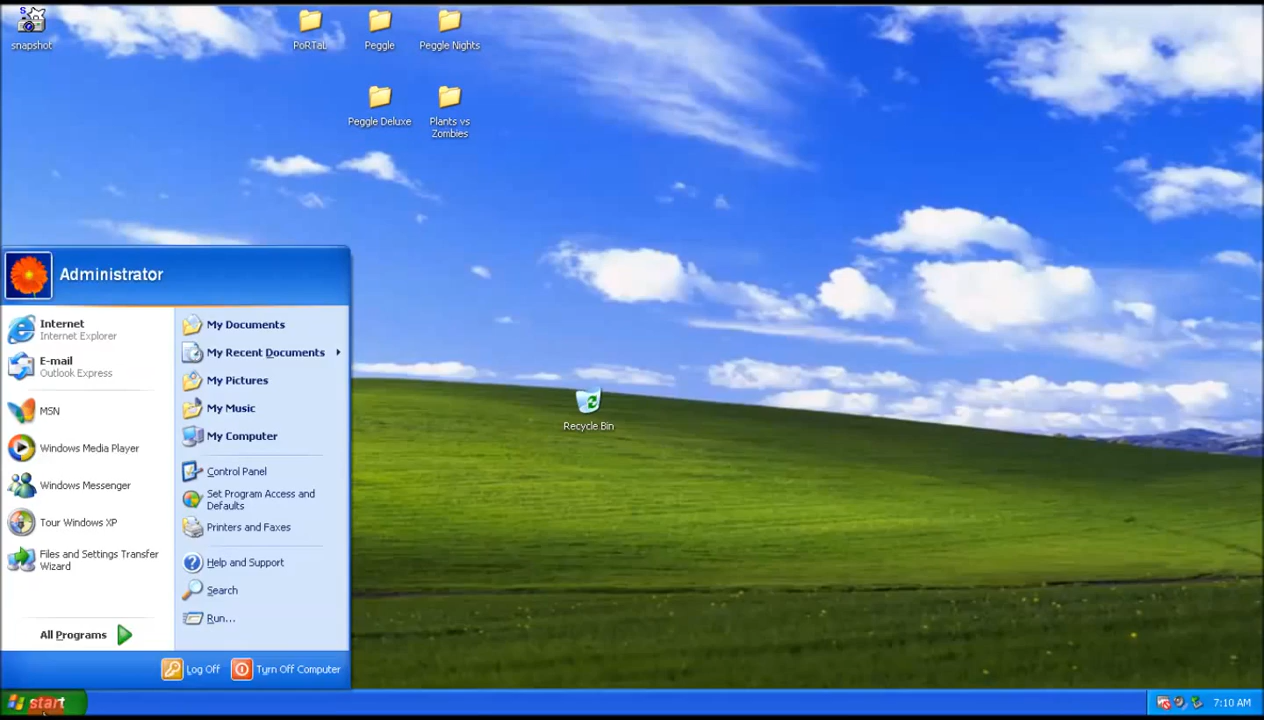 snapshot
PoRTaL
Peggle
Peggle Nights
Peggle Deluxe
Plants vs
Zombies
Recycle Bin
Administrator
Internet
Internet Explorer
E-mail
Outlook Express
MSN
Windows Media Player
Windows Messenger
Tour Windows XP
Files and Settings Transfer
Wizard
All Programs
My Documents
My Recent Documents
My Pictures
My Music
My Computer
Control Panel
Set Program Access and
Defaults
Printers and Faxes
Help and Support
Search
Run...
Log Off
Turn Off Computer
start
7:10 AM